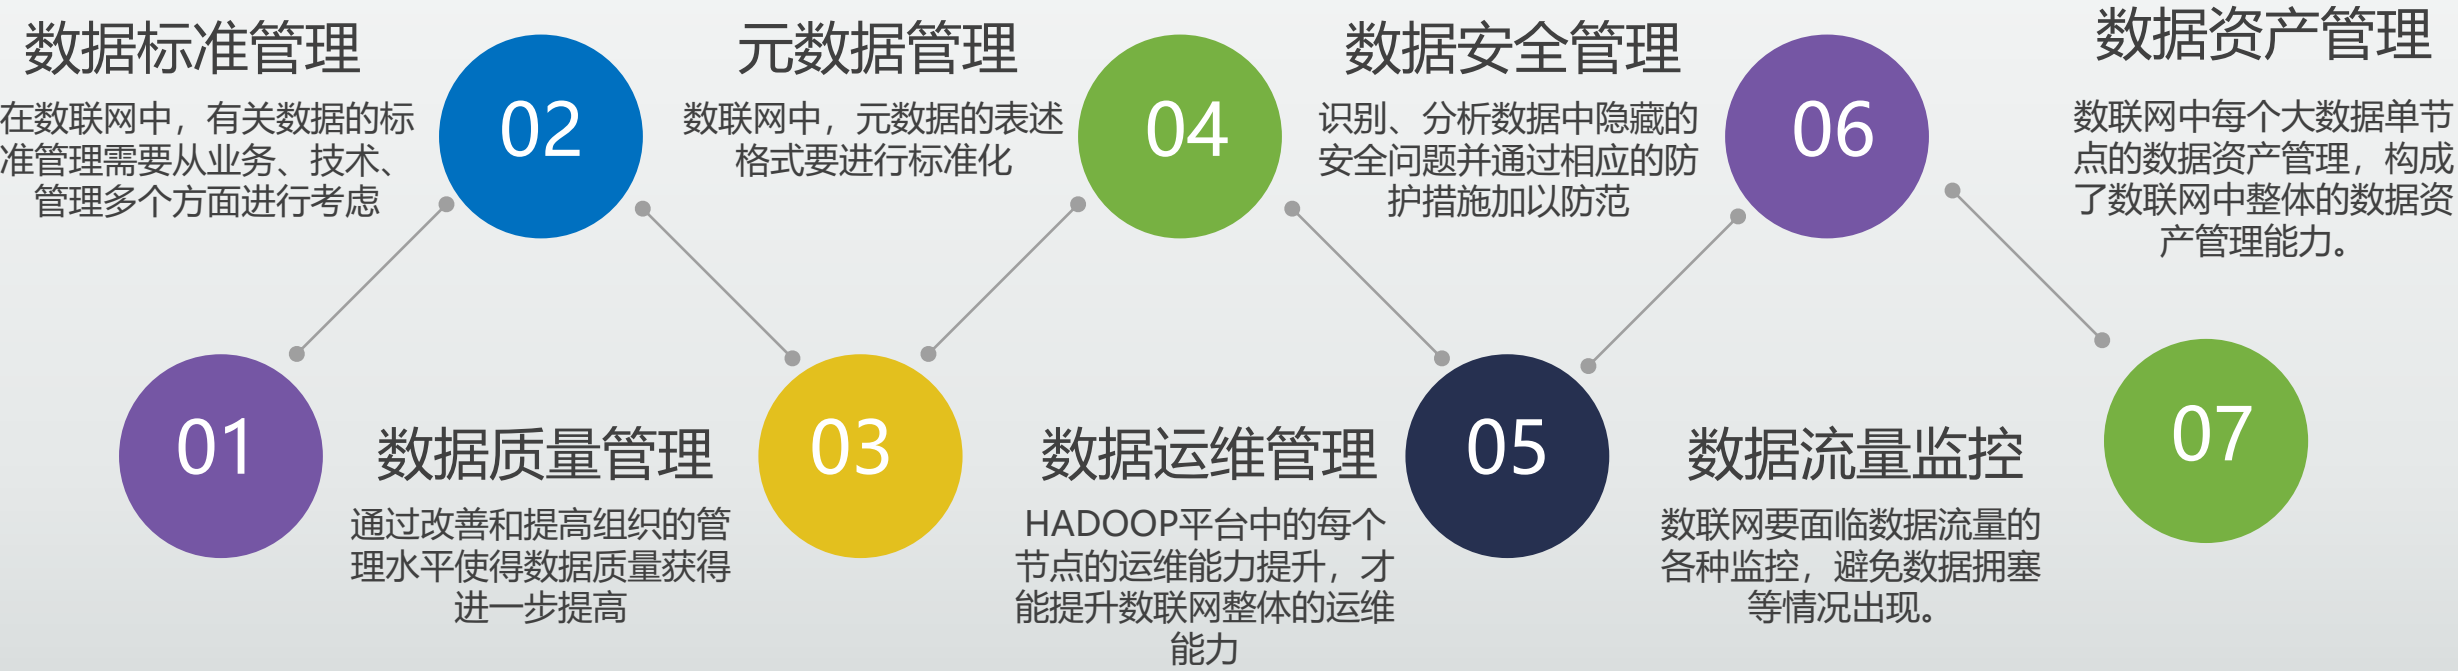 数据标准管理
在数联网中，有关数据的标
准管理需要从业务、技术、
管理多个方面进行考虑
01
02
数据质量管理
通过改善和提高组织的管
理水平使得数据质量获得
进一步提高
元数据管理
数联网中，元数据的表述
格式要进行标准化
03
04
数据运维管理
HADOOP平台中的每个
节点的运维能力提升，才
能提升数联网整体的运维
能力
数据安全管理
识别、分析数据中隐藏的
安全问题并通过相应的防
护措施加以防范
05
06
数据流量监控
数联网要面临数据流量的
各种监控，避免数据拥塞
等情况出现。
数据资产管理
数联网中每个大数据单节
点的数据资产管理，构成
了数联网中整体的数据资
产管理能力。
07